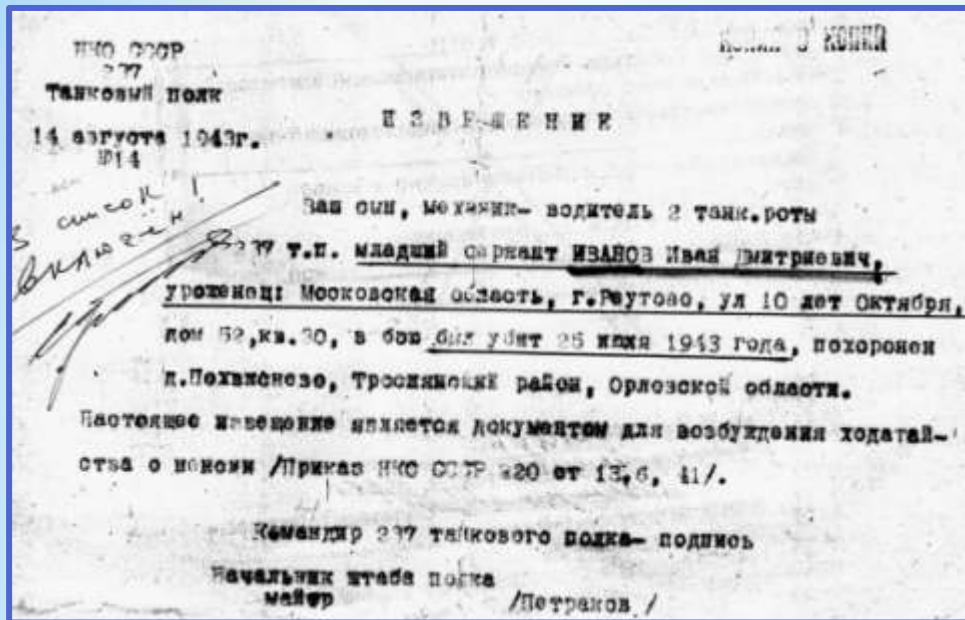 НКО СССР
КОПИЯ С КОПИИ
237
Танковый полк
14 августа 1943г.
№14
ИЗВЕЩЕНИЕ
В список
включён!
Ваш сын, механик- водитель 2 танк.роты
237 т.п. младший сержант ИВАНОВ Иван Дмитриевич,
уроженец: Московская область, г.Реутово, ул 10 лет Октября,
дом 52,кв.30, в бою был убит 26 июля 1943 года, похоронен
Тросянский район, Орловской области.
Настоящее извещение является документом для возбуждения ходатай-
ства о пенсии /Приказ НКО СССР 220 от 13,6, 41/.
Командир 237 танкового полка- подпись
Начальник штаба полка
майор /Петраков /